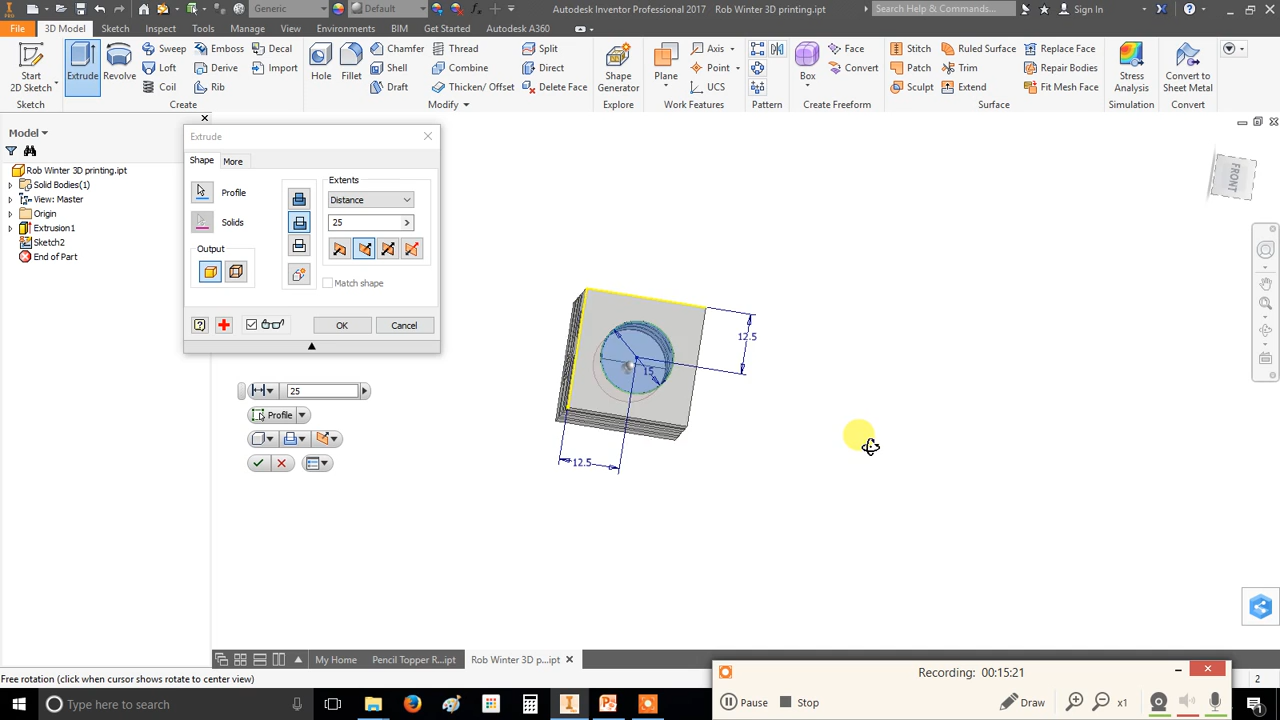 Generic
Default
Autodesk Inventor Professional 2017
Rob Winter 3D printing.ipt
Search Help & Commands...
Sign In
File
3D Model
Sketch
Inspect
Tools
Manage
View
Environments
BIM
Get Started
Autodesk A360
Start
2D Sketch
Extrude
Revolve
Sweep
Emboss
Decal
Loft
Derive
Import
Coil
Rib
Hole
Fillet
Chamfer
Thread
Split
Shell
Combine
Direct
Draft
Thicken/ Offset
Delete Face
Shape
Generator
Plane
Axis
Point
UCS
Box
Face
Convert
Stitch
Ruled Surface
Replace Face
Patch
Trim
Repair Bodies
Sculpt
Extend
Fit Mesh Face
Stress
Analysis
Convert to
Sheet Metal
Sketch
Create
Modify
Explore
Work Features
Pattern
Create Freeform
Surface
Simulation
Convert
Model
Rob Winter 3D printing.ipt
Solid Bodies(1)
View: Master
Origin
Extrusion1
Sketch2
End of Part
Extrude
Shape
More
Profile
Solids
Output
Extents
Distance
25
Match shape
OK
Cancel
25
Profile
FRONT
12.5
15
12.5
My Home
Pencil Topper R...ipt
Rob Winter 3D p...ipt
Free rotation (click when cursor shows rotate to center view)
2
Recording: 00:15:21
Pause
Stop
Draw
x1
Type here to search